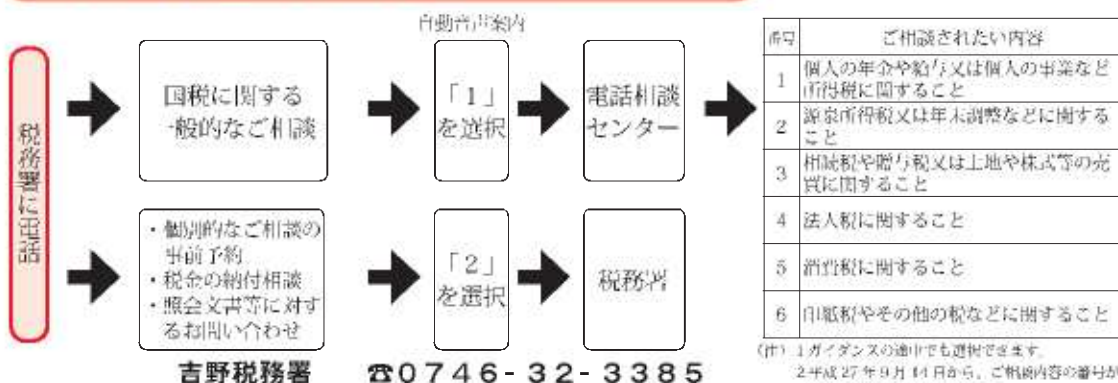 自動音声案内
税務署に電話
国税に関する
一般的なご相談
「1」
を選択
電話相談
センター
・個別的なご相談の
事前予約
・税金の納付相談
・照会文書等に対す
るお問い合わせ
「2」
を選択
税務署
番号 ご相談されたい内容
1 個人の年金や給与又は個人の事業など
所得税に関すること
2 源泉所得税又は年末調整などに関する
こと
3 相続税や贈与税又は土地や株式等の売
買に関すること
4 法人税に関すること
5 消費税に関すること
6 印紙税やその他の税などに関すること
(注) 1ガイダンスの途中でも選択できます。
2平成27年9月14日から、ご相談内容の番号が
吉野税務署 ☎0746-32-3385